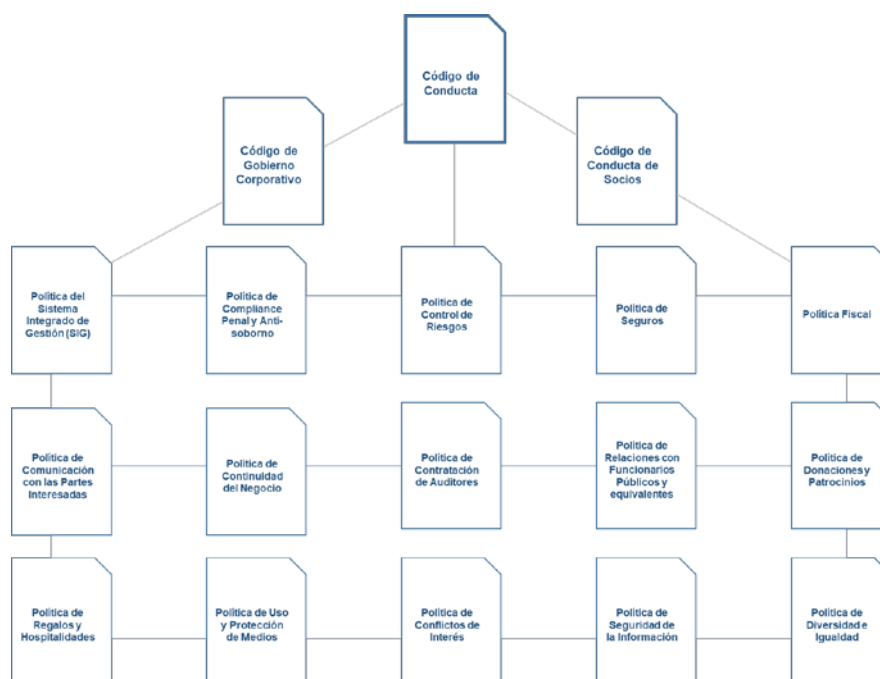 Código de
Conducta
Código de
Gobierno
Corporativo
Código de
Conducta de
Socios
Política del
Sistema
Integrado de
Gestión (SIG)
Política de
Compliance
Penal y Anti-
soborno
Política de
Control de
Riesgos
Política de
Seguros
Política Fiscal
Política de
Comunicación
con las Partes
Interesadas
Política de
Continuidad
del Negocio
Política de
Contratación
de Auditores
Política de
Relaciones con
Funcionarios
Públicos y
equivalentes
Política de
Donaciones y
Patrocinios
Política de
Regalos y
Hospitalidades
Política de Uso
y Protección
de Medios
Política de
Conflictos de
Interés
Política de
Seguridad de
la Información
Política de
Diversidad e
Igualdad